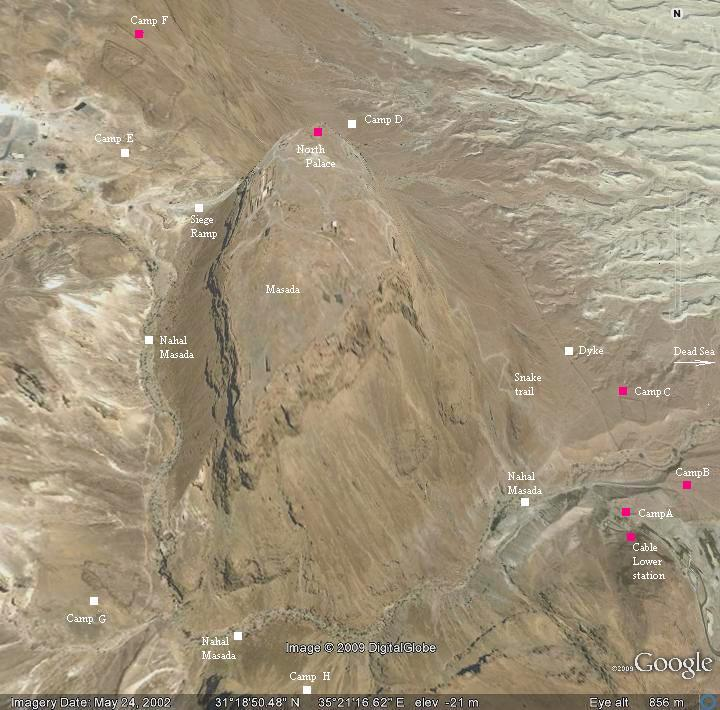 Camp F
N
Camp D
Camp E
North
Palace
Siege
Ramp
Masada
Nahal
Masada
Dyke
Dead Sea
Snake
trail
Camp C
CampB
Nahal
Masada
CampA
Cable
Lower
station
Camp G
Nahal
Masada
Image © 2009 DigitalGlobe
©2009 Google
Camp H
Imagery Date: May 24, 2002 31°18'50.48" N 35°21'16.62" E elev -21 m Eye alt 856 m